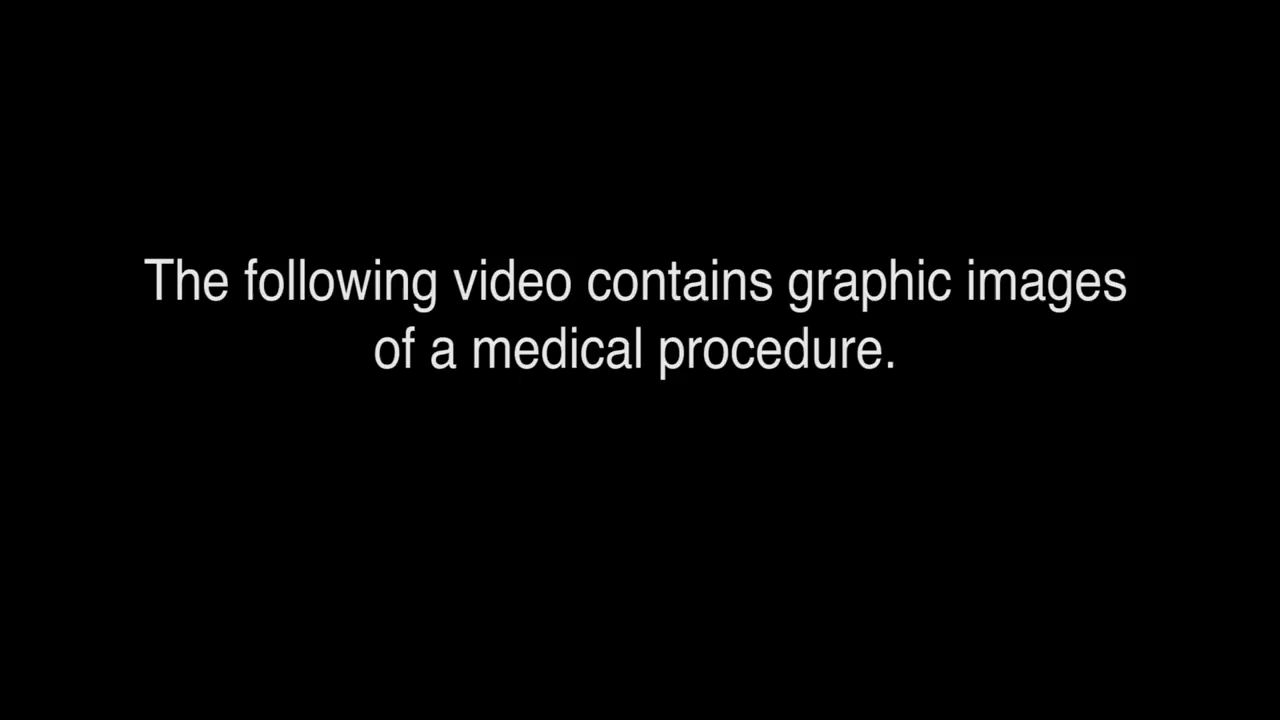 The following video contains graphic images
of a medical procedure.